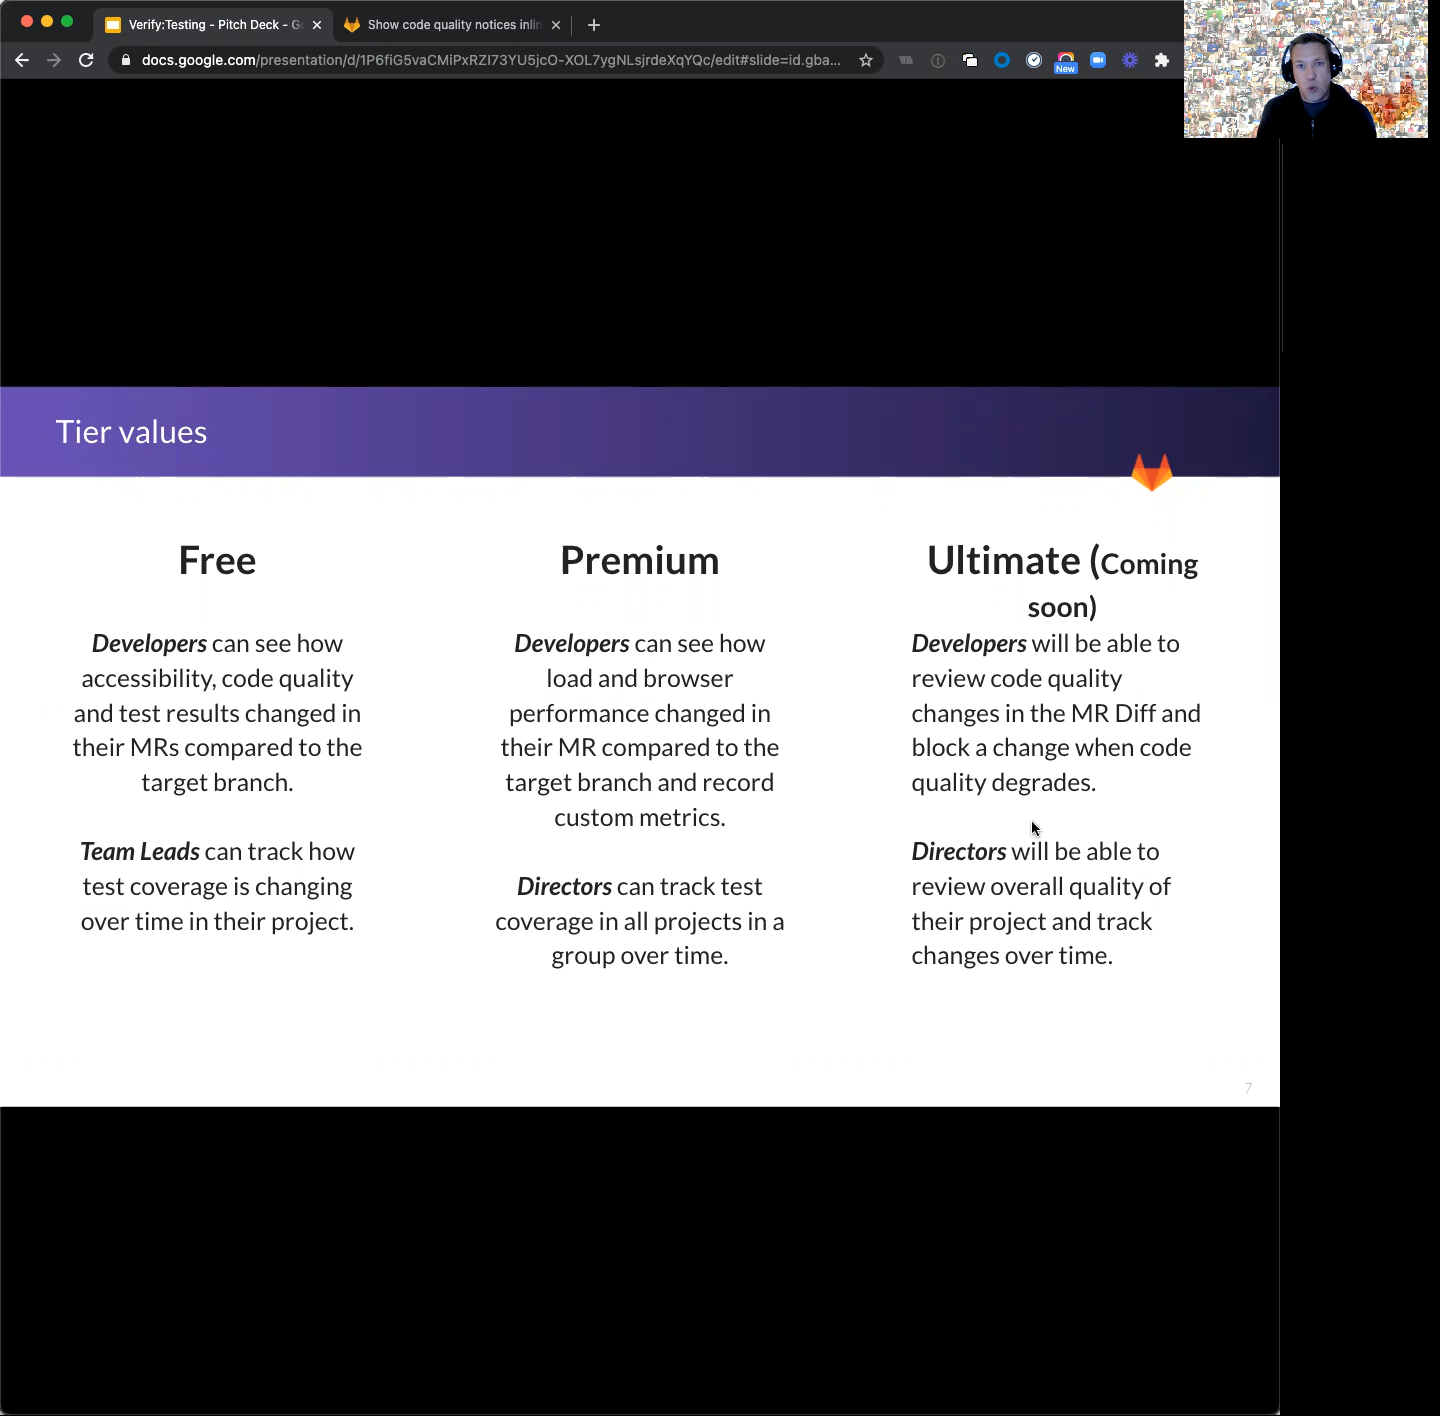 Verify:Testing - Pitch Deck - G
Show code quality notices inlin
docs.google.com/presentation/d/1P6fiG5vaCMiPxRZI73YU5jcO-XOL7ygNLsjrdeXqYQc/edit#slide=id.gba...
New
Tier values
Free
Developers can see how
accessibility, code quality
and test results changed in
their MRs compared to the
target branch.
Team Leads can track how
test coverage is changing
over time in their project.
Premium
Developers can see how
load and browser
performance changed in
their MR compared to the
target branch and record
custom metrics.
Directors can track test
coverage in all projects in a
group over time.
Ultimate (Coming
soon)
Developers will be able to
review code quality
changes in the MR Diff and
block a change when code
quality degrades.
Directors will be able to
review overall quality of
their project and track
changes over time.
7